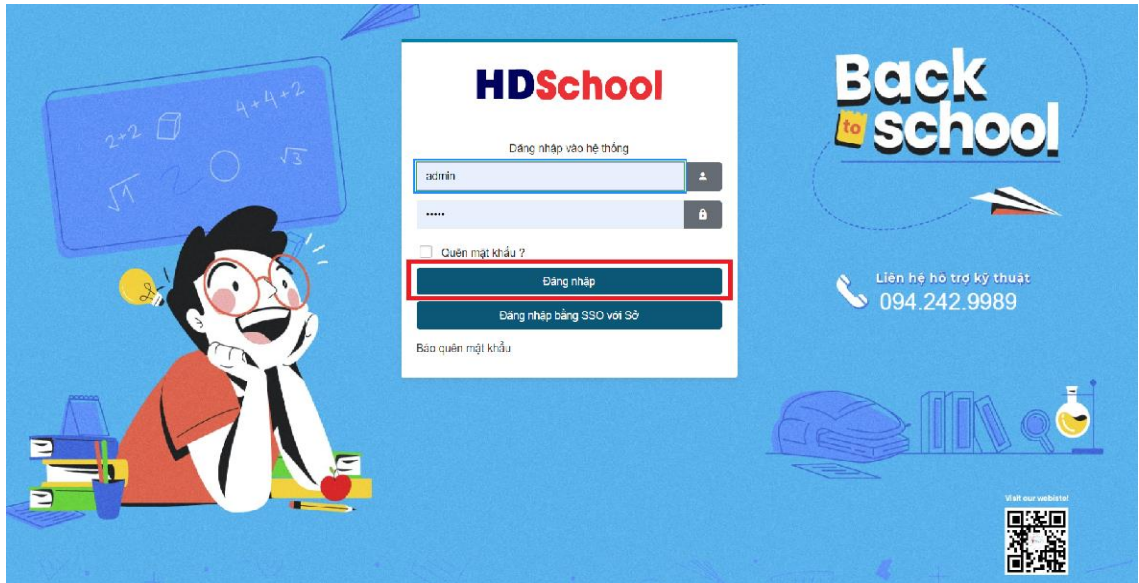 2+2
4+4+2
√3
√1 2
HDSchool
Đăng nhập vào hệ thống
admin
•••••
Quên mật khẩu ?
Đăng nhập
Đăng nhập bằng SSO với Sở
Báo quên mật khẩu
Back
to school
Liên hệ hỗ trợ kỹ thuật
094.242.9989
Visit our webiste!